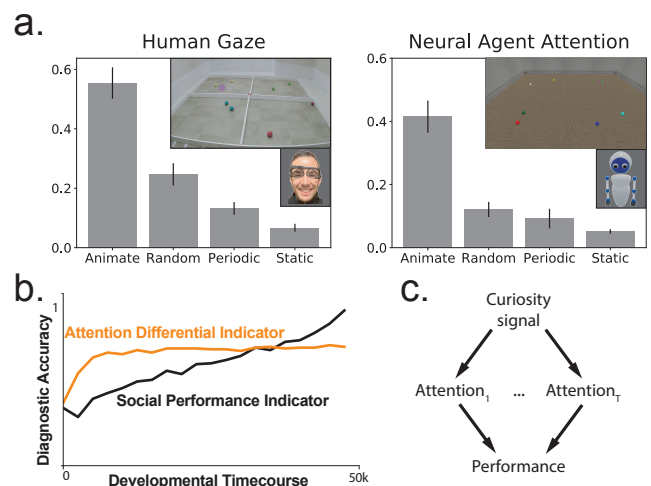 a.
Human Gaze
0.6
0.4
0.2
0.0
Animate Random Periodic Static
Neural Agent Attention
0.6
0.4
0.2
0.0
Animate Random Periodic Static
b.
1
Attention Differential Indicator
Social Performance Indicator
Diagnostic Accuracy
0
50k
Developmental Timecourse
c.
Curiosity
signal
Attention₁ ... Attention_T
Performance